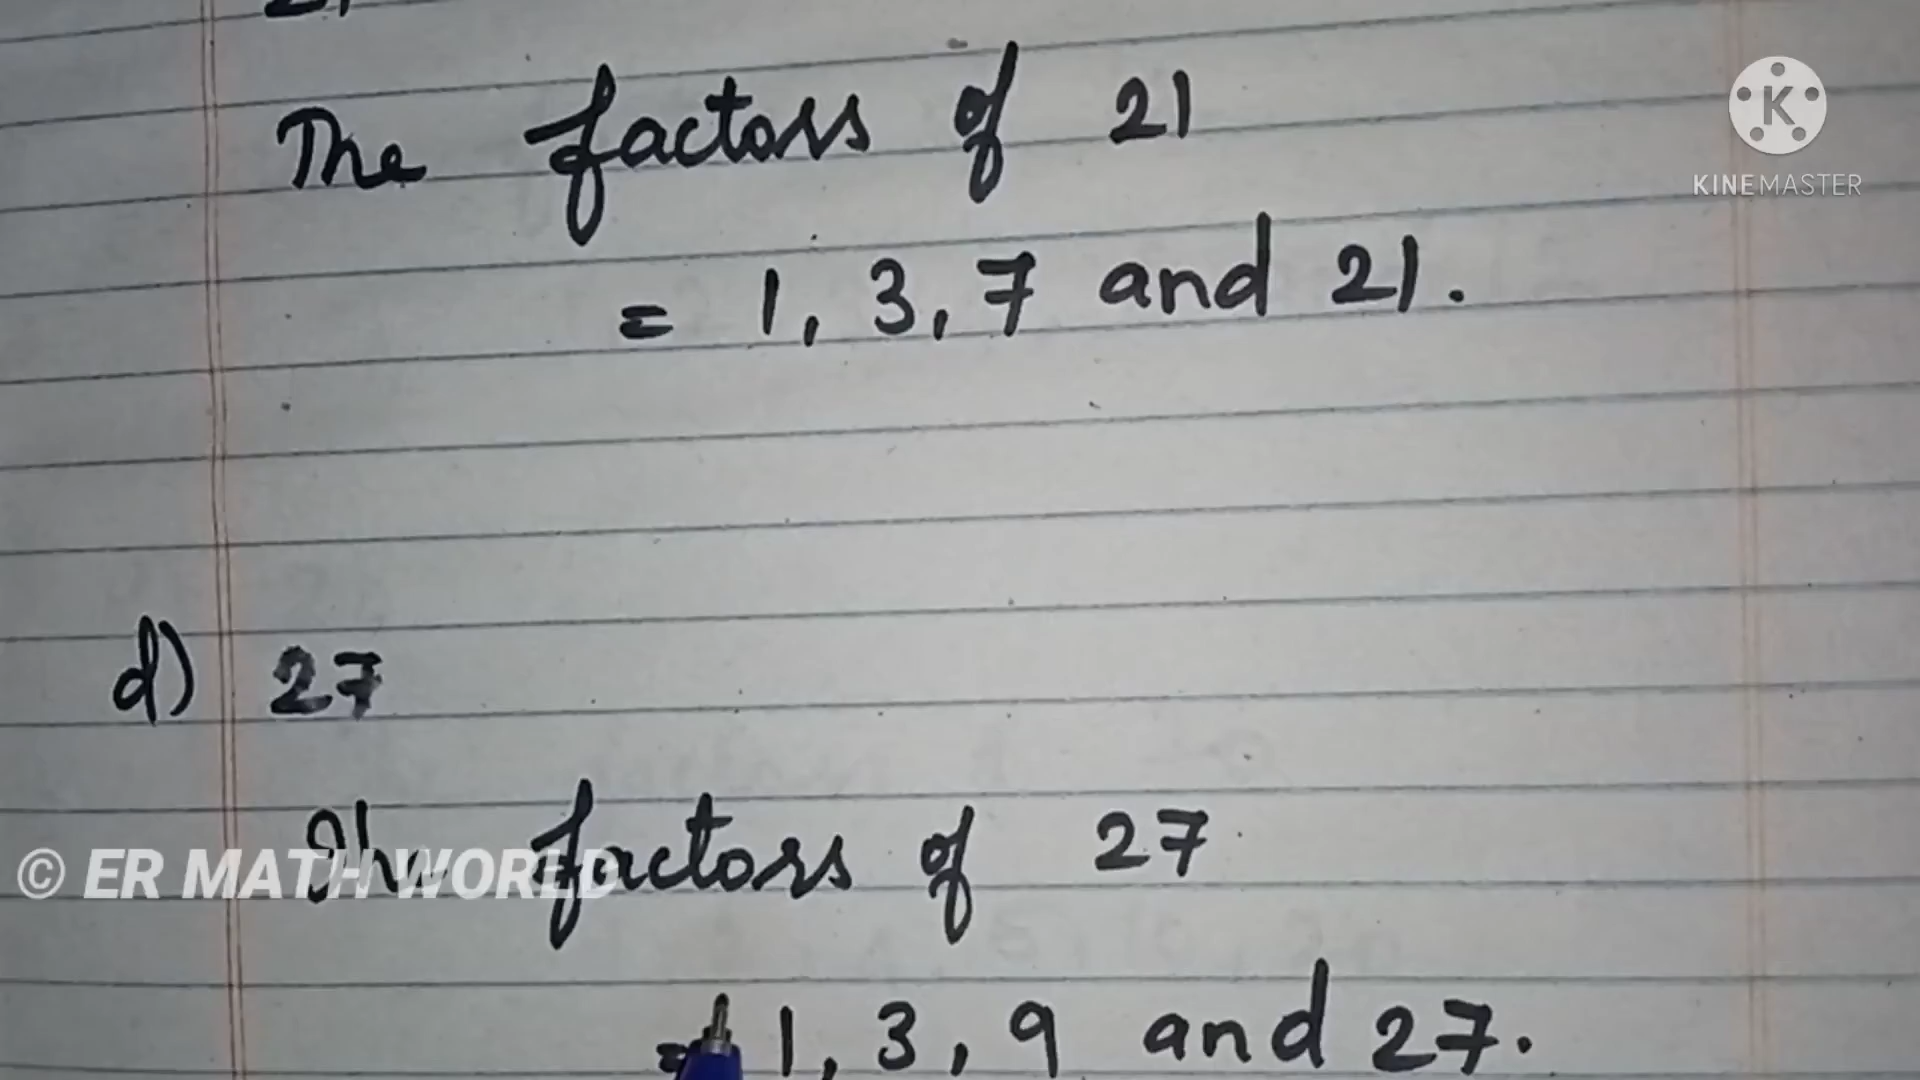 The factors of 21
K
KINEMASTER
= 1, 3, 7 and 21.
d) 27
The factors of 27
© ER MATH WORLD
= 1, 3, 9 and 27.